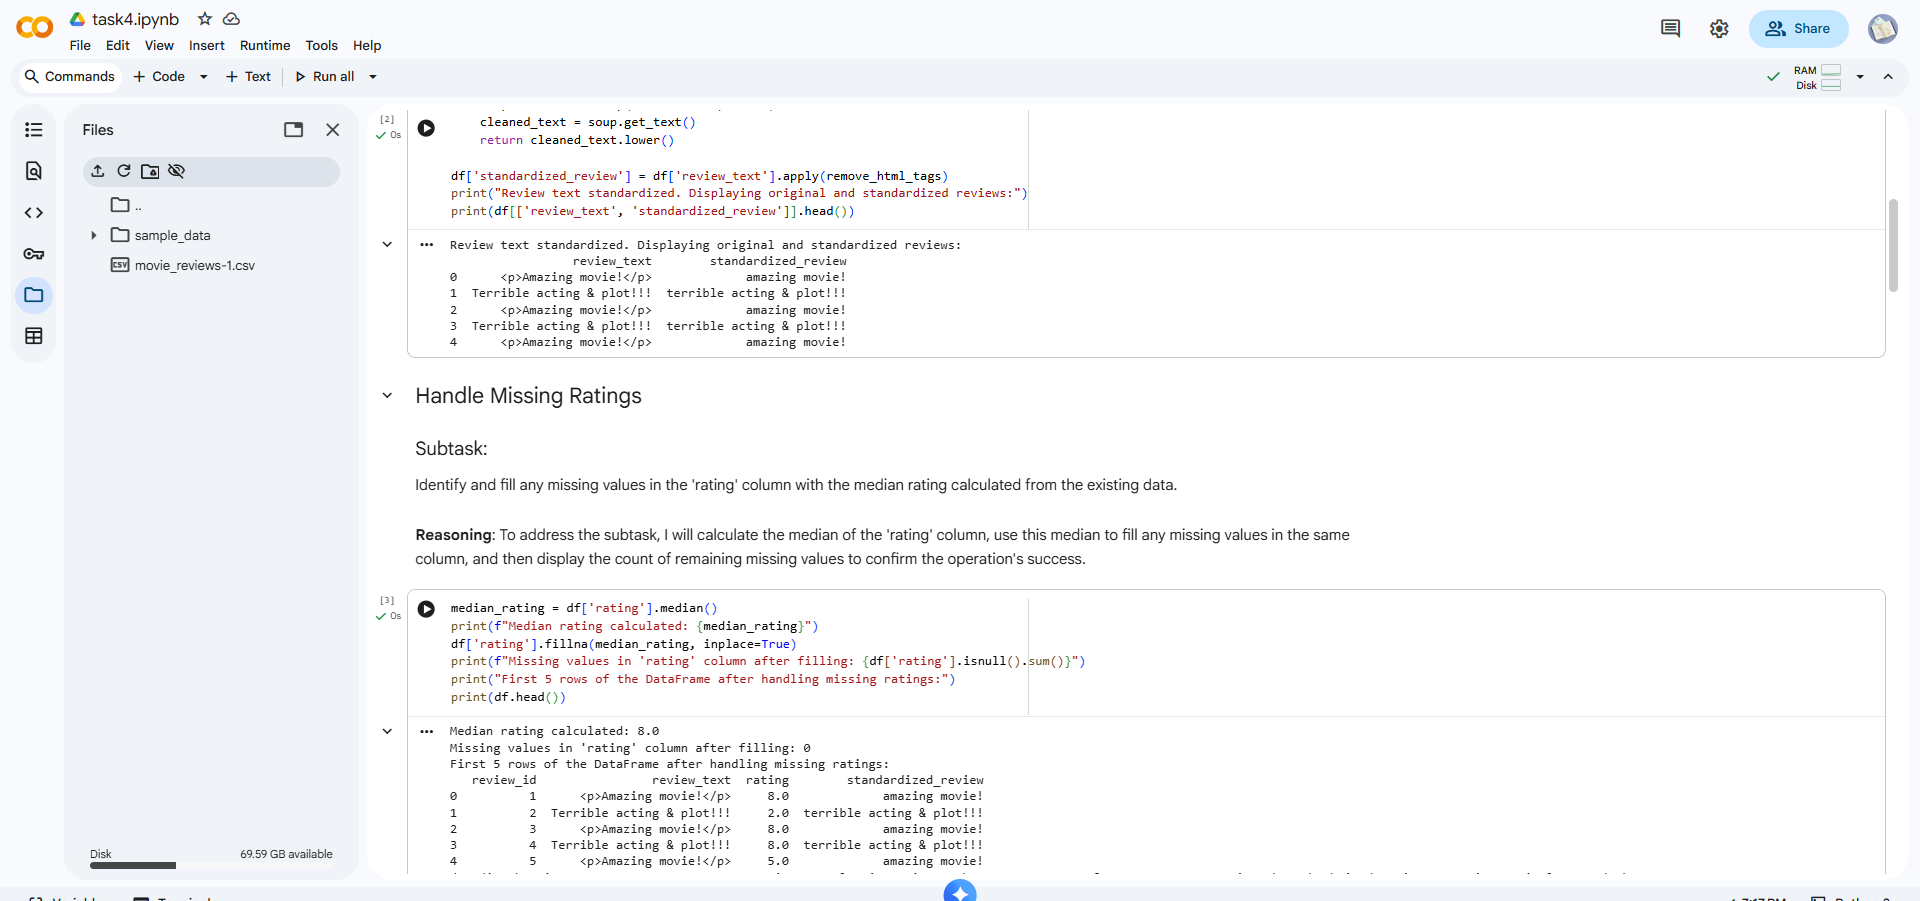 task4.ipynb
File Edit View Insert Runtime Tools Help
Share
Commands + Code + Text Run all
RAM
Disk
Files
..
sample_data
CSV movie_reviews-1.csv
Disk 69.59 GB available
[2]
0s
cleaned_text = soup.get_text()
return cleaned_text.lower()
df['standardized_review'] = df['review_text'].apply(remove_html_tags)
print("Review text standardized. Displaying original and standardized reviews:")
print(df[['review_text', 'standardized_review']].head())
Review text standardized. Displaying original and standardized reviews:
review_text standardized_review
0 <p>Amazing movie!</p> amazing movie!
1 Terrible acting & plot!!! terrible acting & plot!!!
2 <p>Amazing movie!</p> amazing movie!
3 Terrible acting & plot!!! terrible acting & plot!!!
4 <p>Amazing movie!</p> amazing movie!
Handle Missing Ratings
Subtask:
Identify and fill any missing values in the 'rating' column with the median rating calculated from the existing data.
Reasoning: To address the subtask, I will calculate the median of the 'rating' column, use this median to fill any missing values in the same
column, and then display the count of remaining missing values to confirm the operation's success.
[3]
0s
median_rating = df['rating'].median()
print(f"Median rating calculated: {median_rating}")
df['rating'].fillna(median_rating, inplace=True)
print(f"Missing values in 'rating' column after filling: {df['rating'].isnull().sum()}")
print("First 5 rows of the DataFrame after handling missing ratings:")
print(df.head())
Median rating calculated: 8.0
Missing values in 'rating' column after filling: 0
First 5 rows of the DataFrame after handling missing ratings:
review_id review_text rating standardized_review
0 1 <p>Amazing movie!</p> 8.0 amazing movie!
1 2 Terrible acting & plot!!! 2.0 terrible acting & plot!!!
2 3 <p>Amazing movie!</p> 8.0 amazing movie!
3 4 Terrible acting & plot!!! 8.0 terrible acting & plot!!!
4 5 <p>Amazing movie!</p> 5.0 amazing movie!